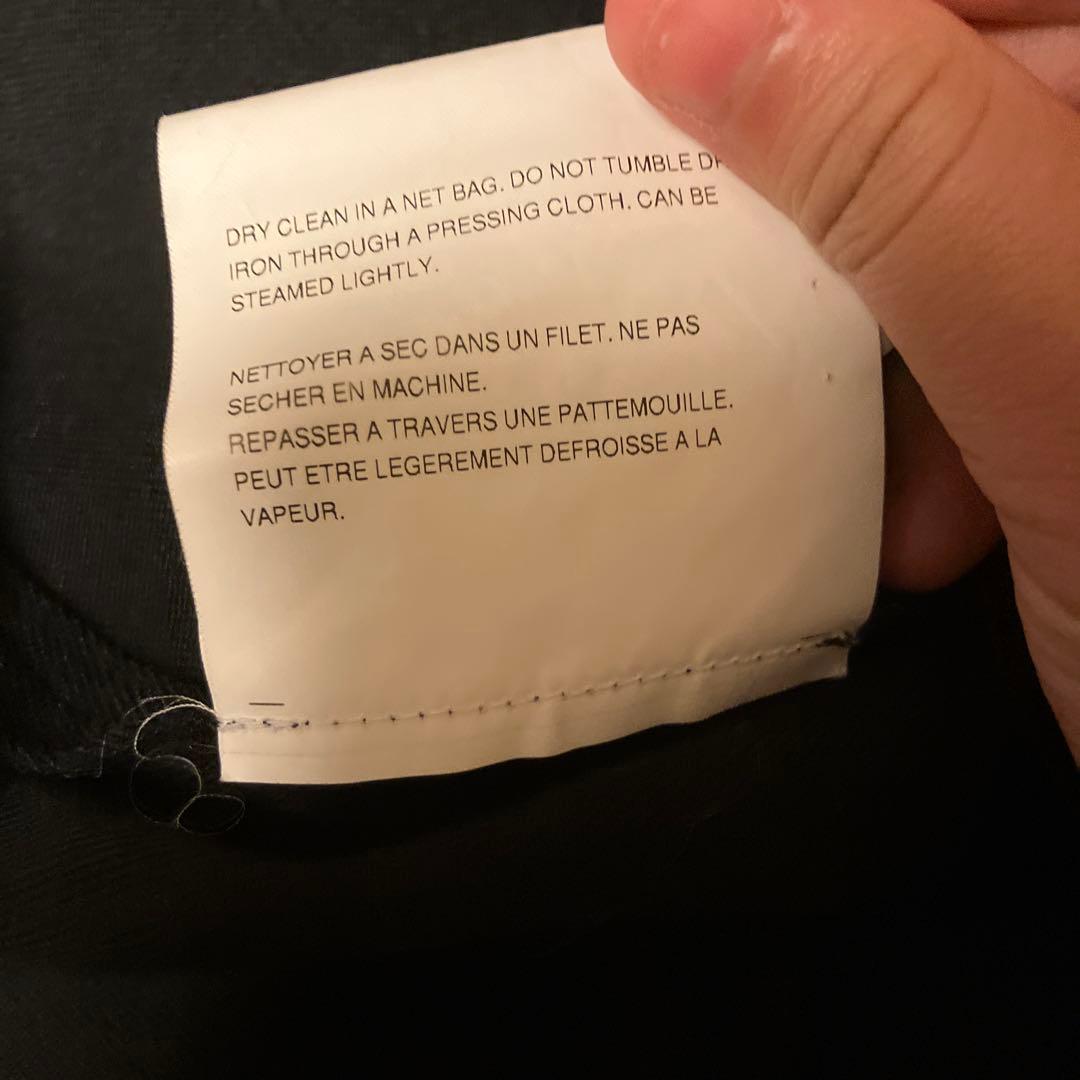 DRY CLEAN IN A NET BAG. DO NOT TUMBLE
IRON THROUGH A PRESSING CLOTH. CAN BE
STEAMED LIGHTLY.
NETTOYER A SEC DANS UN FILET. NE PAS
SECHER EN MACHINE.
REPASSER A TRAVERS UNE PATTEMOUILLE.
PEUT ETRE LEGEREMENT DEFROISSE A LA
VAPEUR.